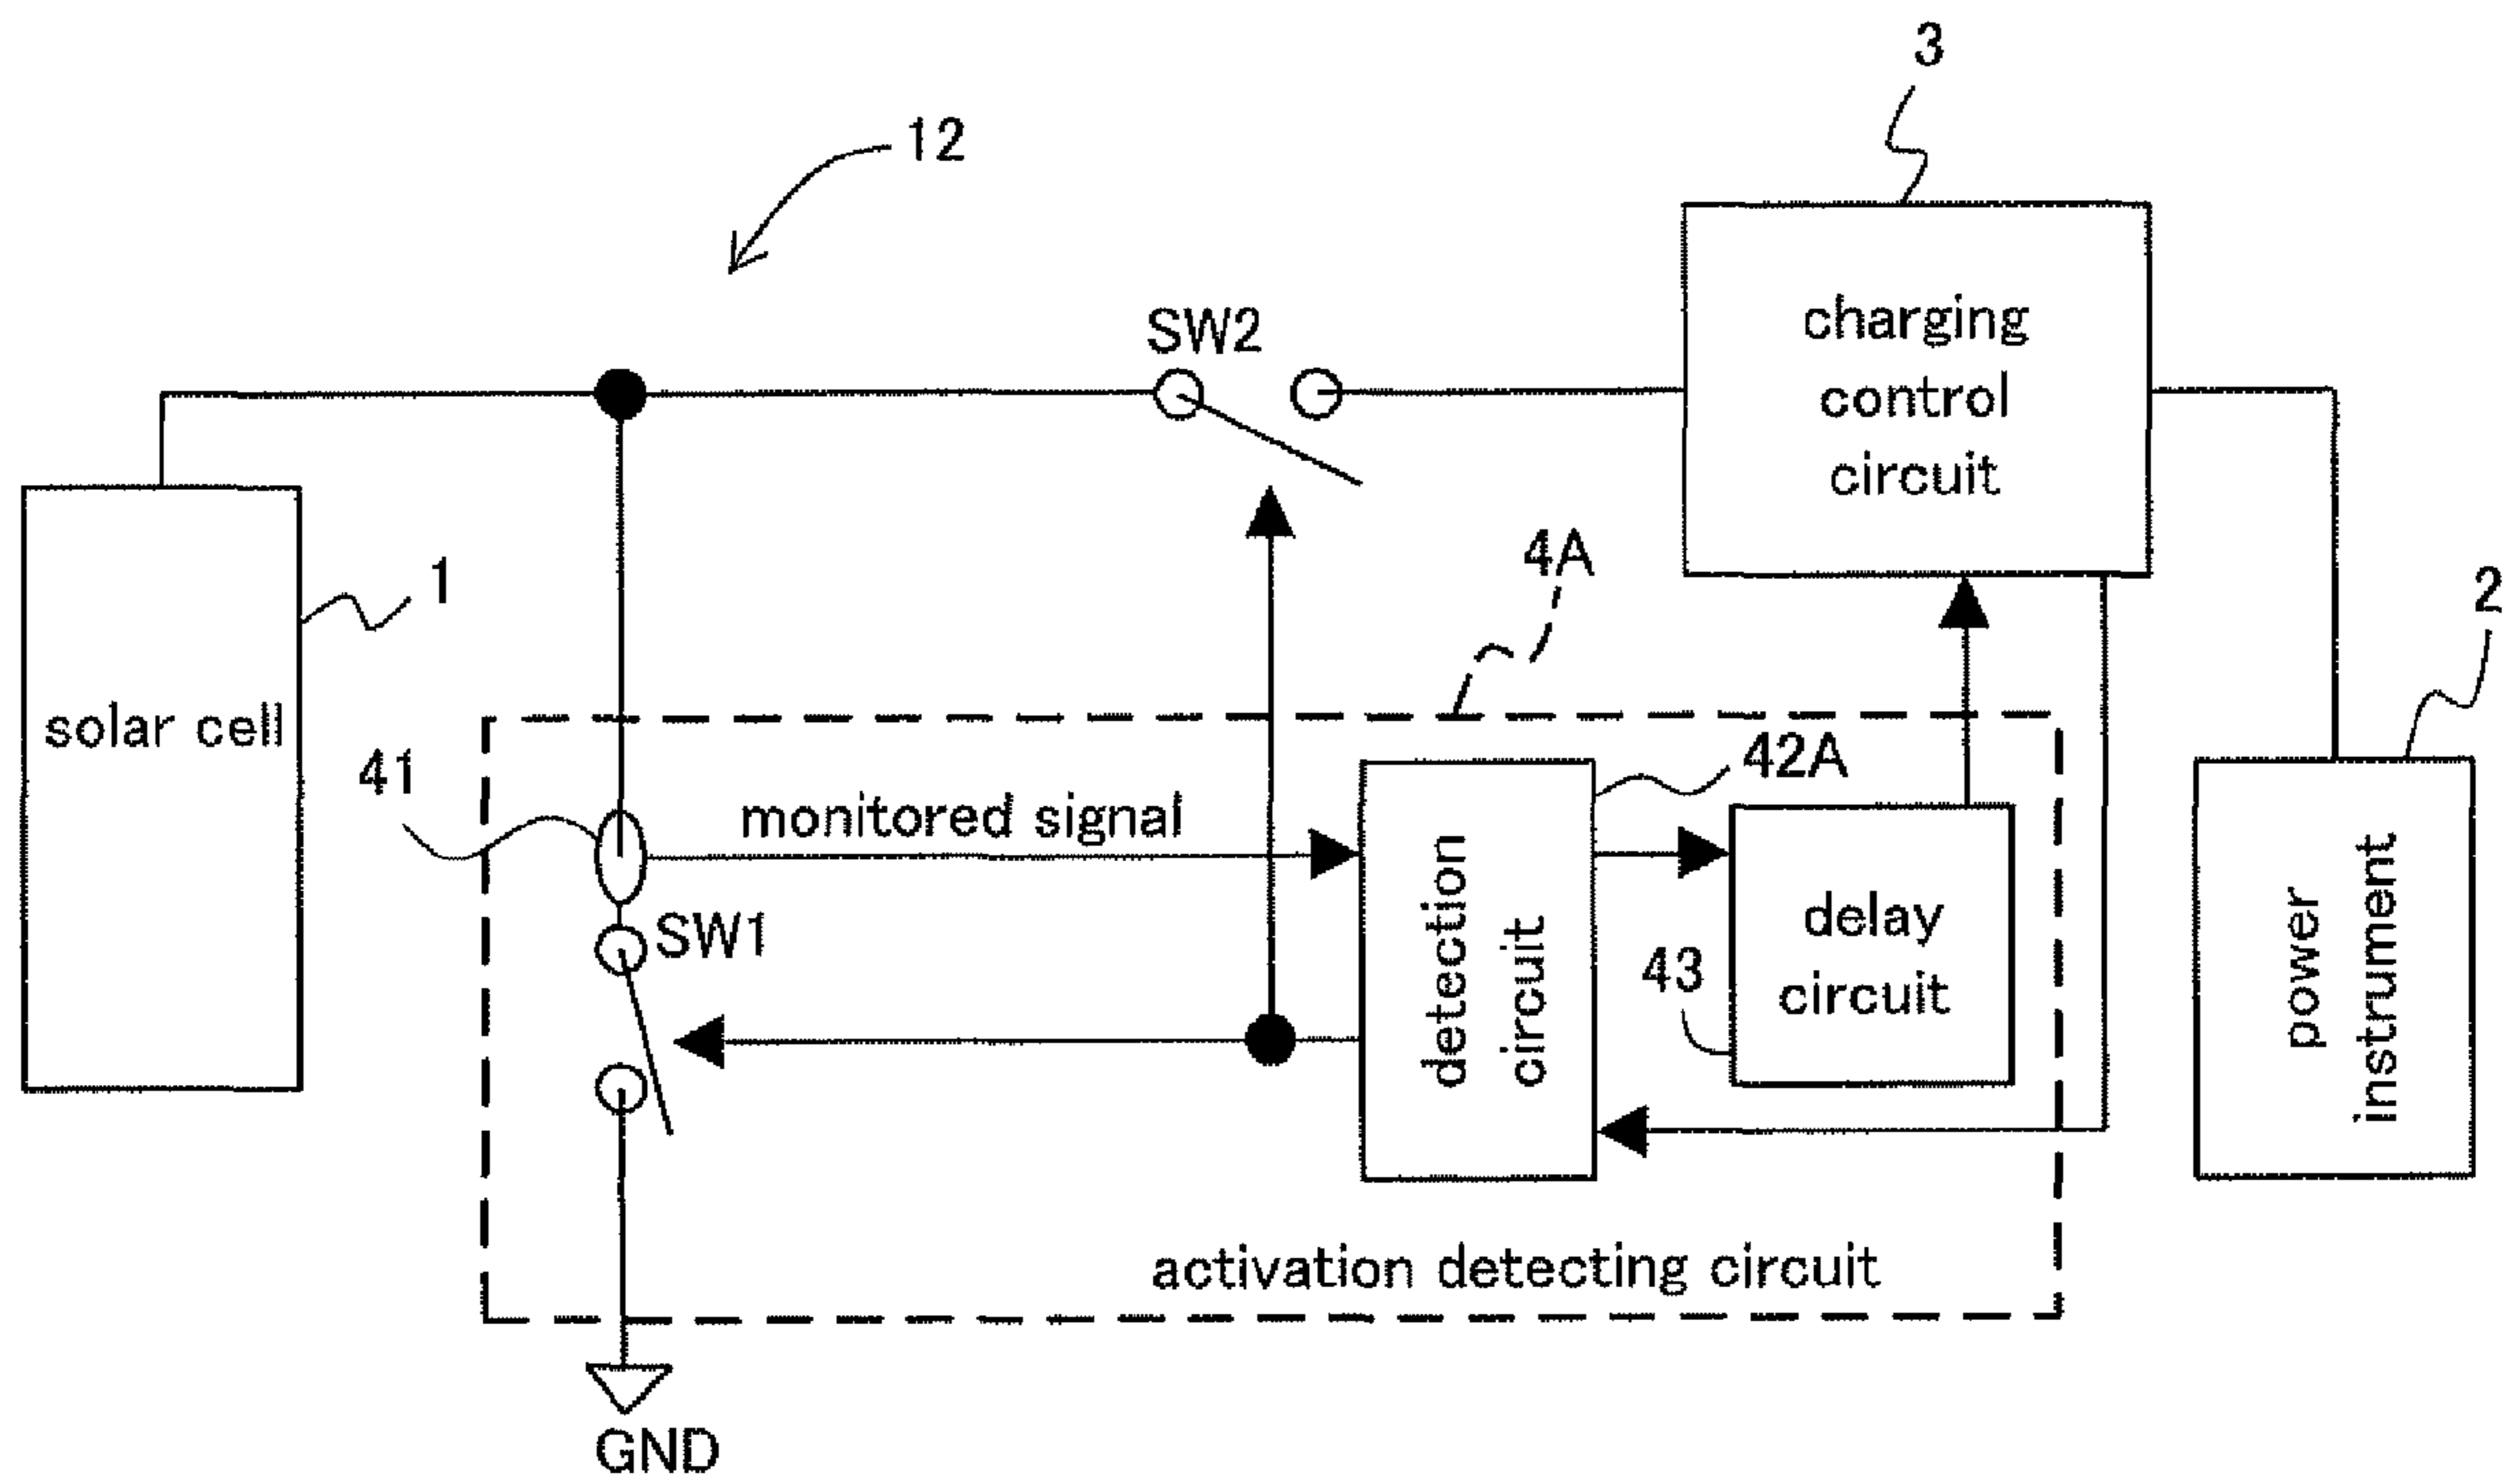 3
12
SW2
charging
control
circuit
4A
1
2
solar cell
41
42A
monitored signal
SW1
detection
circuit
43
delay
circuit
power
instrument
activation detecting circuit
GND